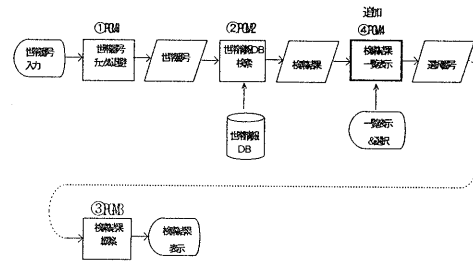 追加
①PGM1
②PGM2
④PGM4
世帯番号
入力
世帯番号
ﾁｪｯｸ&退避
世帯番号
世帯情報DB
検索
検索結果
検索結果
一覧表示
選択番号
世帯情報
DB
一覧表示
&選択
③PGM3
検索結果
編集
検索結果
表示